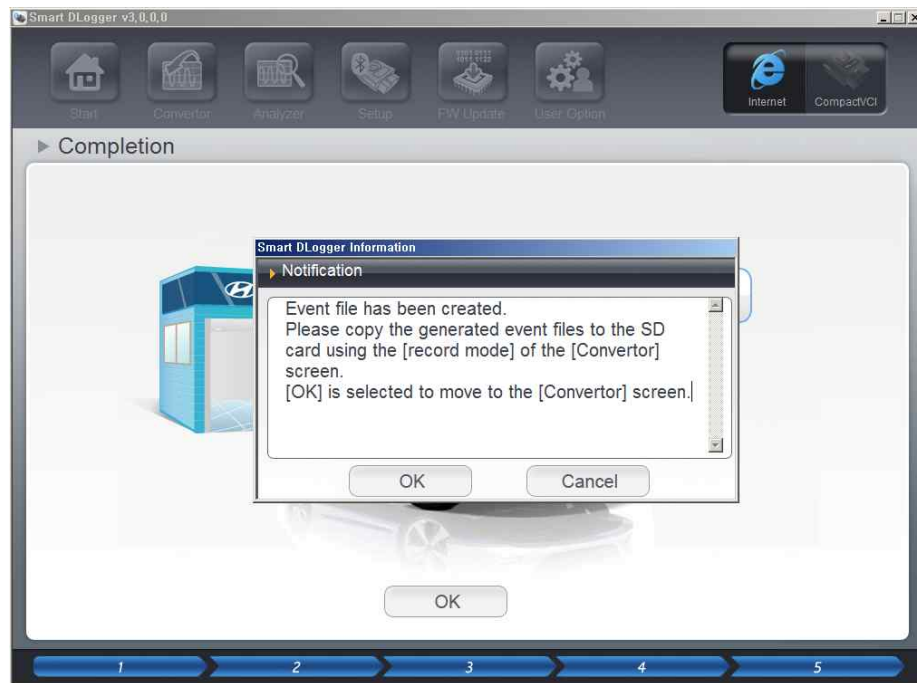 Smart DLogger v3,0,0,0
Start
Convertor
Analyzer
Setup
FW Update
User Option
Internet
CompactVCI
Completion
Smart DLogger Information
Notification
Event file has been created.
Please copy the generated event files to the SD
card using the [record mode] of the [Convertor]
screen.
[OK] is selected to move to the [Convertor] screen.
OK
Cancel
OK
1
2
3
4
5